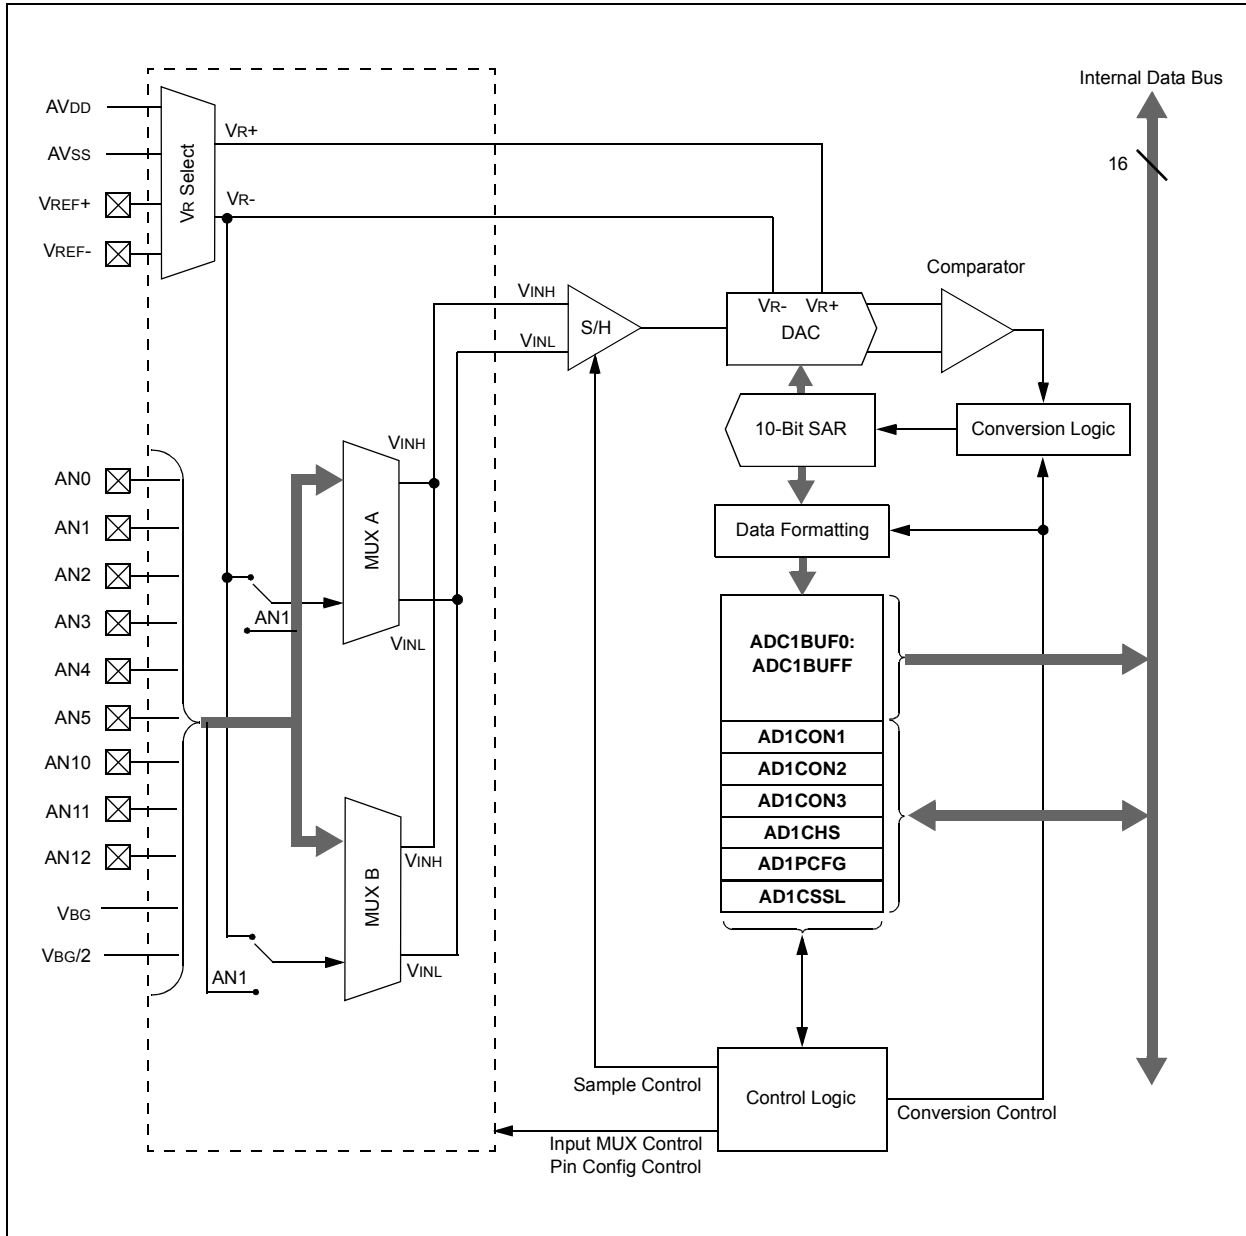 Internal Data Bus
AVDD
AVSS
VREF+
VREF-
VR Select
VR+
VR-
16
Comparator
VINH
VINL
S/H
VR- VR+
DAC
10-Bit SAR
Conversion Logic
Data Formatting
AN0
AN1
AN2
AN3
AN4
AN5
AN10
AN11
AN12
VBG
VBG/2
VINH
MUX A
AN1
VINL
VINH
MUX B
VINL
AN1
ADC1BUF0:
ADC1BUFF
AD1CON1
AD1CON2
AD1CON3
AD1CHS
AD1PCFG
AD1CSSL
Sample Control
Control Logic
Conversion Control
Input MUX Control
Pin Config Control